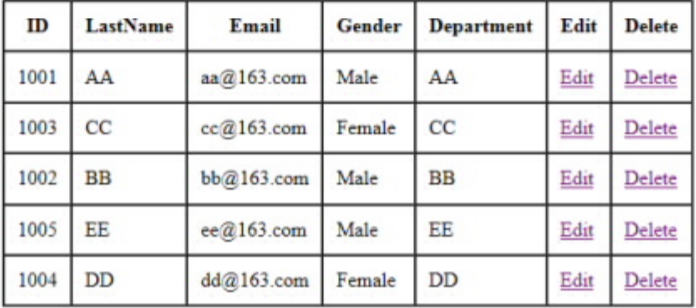 ID LastName Email Gender Department Edit Delete
1001 AA aa@163.com Male AA Edit Delete
1003 CC cc@163.com Female CC Edit Delete
1002 BB bb@163.com Male BB Edit Delete
1005 EE ee@163.com Male EE Edit Delete
1004 DD dd@163.com Female DD Edit Delete